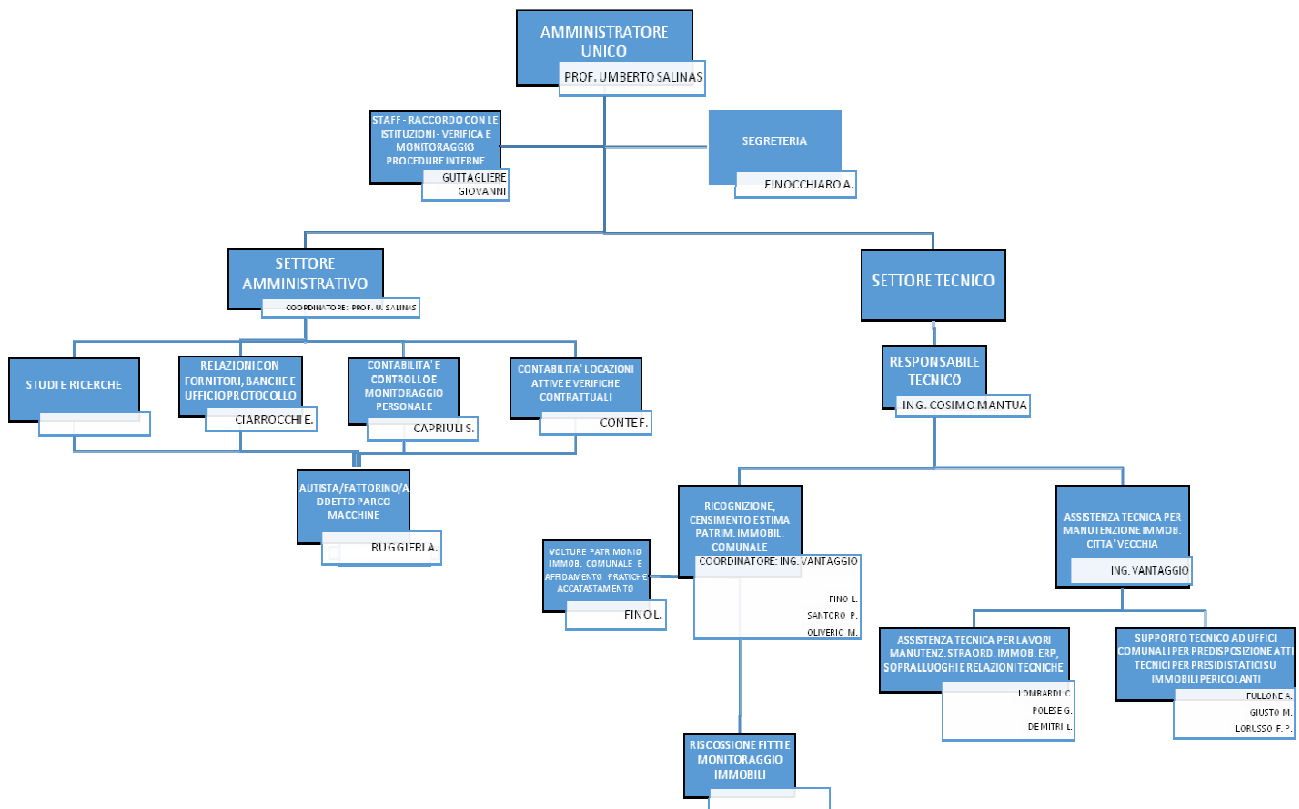 AMMINISTRATORE
UNICO
PROF. UMBERTO SALINAS
STAFF - RACCORDO CON LE
ISTITUZIONI - VERIFICA E
MONITORAGGIO
PROCEDURE INTERNE
GUTTAGLIERE
GIOVANNI
SEGRETERIA
FINOCCHIARO A.
SETTORE
AMMINISTRATIVO
COORDINATORE: PROF. U. SALINAS
SETTORE TECNICO
STUDI E RICERCHE
RELAZIONI CON
FORNITORI, BANCHE E
UFFICIO PROTOCOLLO
CIARROCCHI E.
CONTABILITA' E
CONTROLLO E
MONITORAGGIO
PERSONALE
CAPRIULI S.
CONTABILITA' LOCAZIONI
ATTIVE E VERIFICHE
CONTRATTUALI
CONTE F.
RESPONSABILE
TECNICO
ING. COSIMO MANTUA
AUTISTA/FATTORINO/A
DDETTO PARCO
MACCHINE
RUGGIERI A.
VOLTURE PATRIMONIO
IMMOB. COMUNALE E
AFFIDAMENTO PRATICHE
ACCATASTAMENTO
FINO L.
RICOGNIZIONE,
CENSIMENTO E STIMA
PATRIM. IMMOBIL.
COMUNALE
COORDINATORE: ING. VANTAGGIO
FINO L.
SANTORO P.
OLIVERIO M.
ASSISTENZA TECNICA PER
MANUTENZIONE IMMOB.
CITTA' VECCHIA
ING. VANTAGGIO
ASSISTENZA TECNICA PER LAVORI
MANUTENZ. STRAORD. IMMOB. ERP,
SOPRALLUOGHI E RELAZIONI TECNICHE
LOMBARDI C.
POLESE G.
DEMITRI L.
SUPPORTO TECNICO AD UFFICI
COMUNALI PER PREDISPOSIZIONE ATTI
TECNICI PER PRESIDI STATICI SU
IMMOBILI PERICOLANTI
FULLONE A.
GIUSTO M.
LORUSSO F. P.
RISCOSSIONE FITTI E
MONITORAGGIO
IMMOBILI